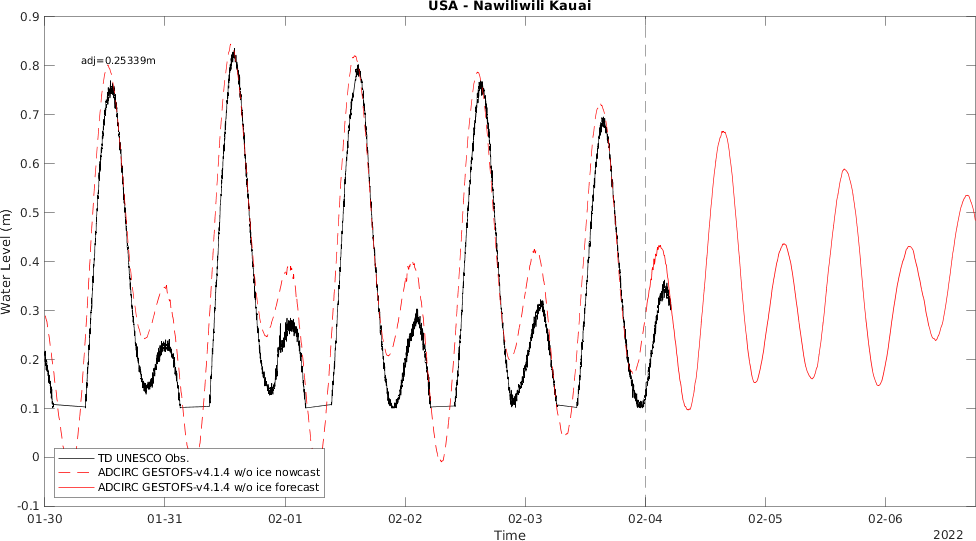 USA - Nawiliwili Kauai
0.9
0.8
0.7
0.6
0.5
0.4
0.3
0.2
0.1
0
-0.1
Water Level (m)
adj=0.25339m
TD UNESCO Obs.
ADCIRC GESTOFS-v4.1.4 w/o ice nowcast
ADCIRC GESTOFS-v4.1.4 w/o ice forecast
01-30 01-31 02-01 02-02 02-03 02-04 02-05 02-06
Time
2022